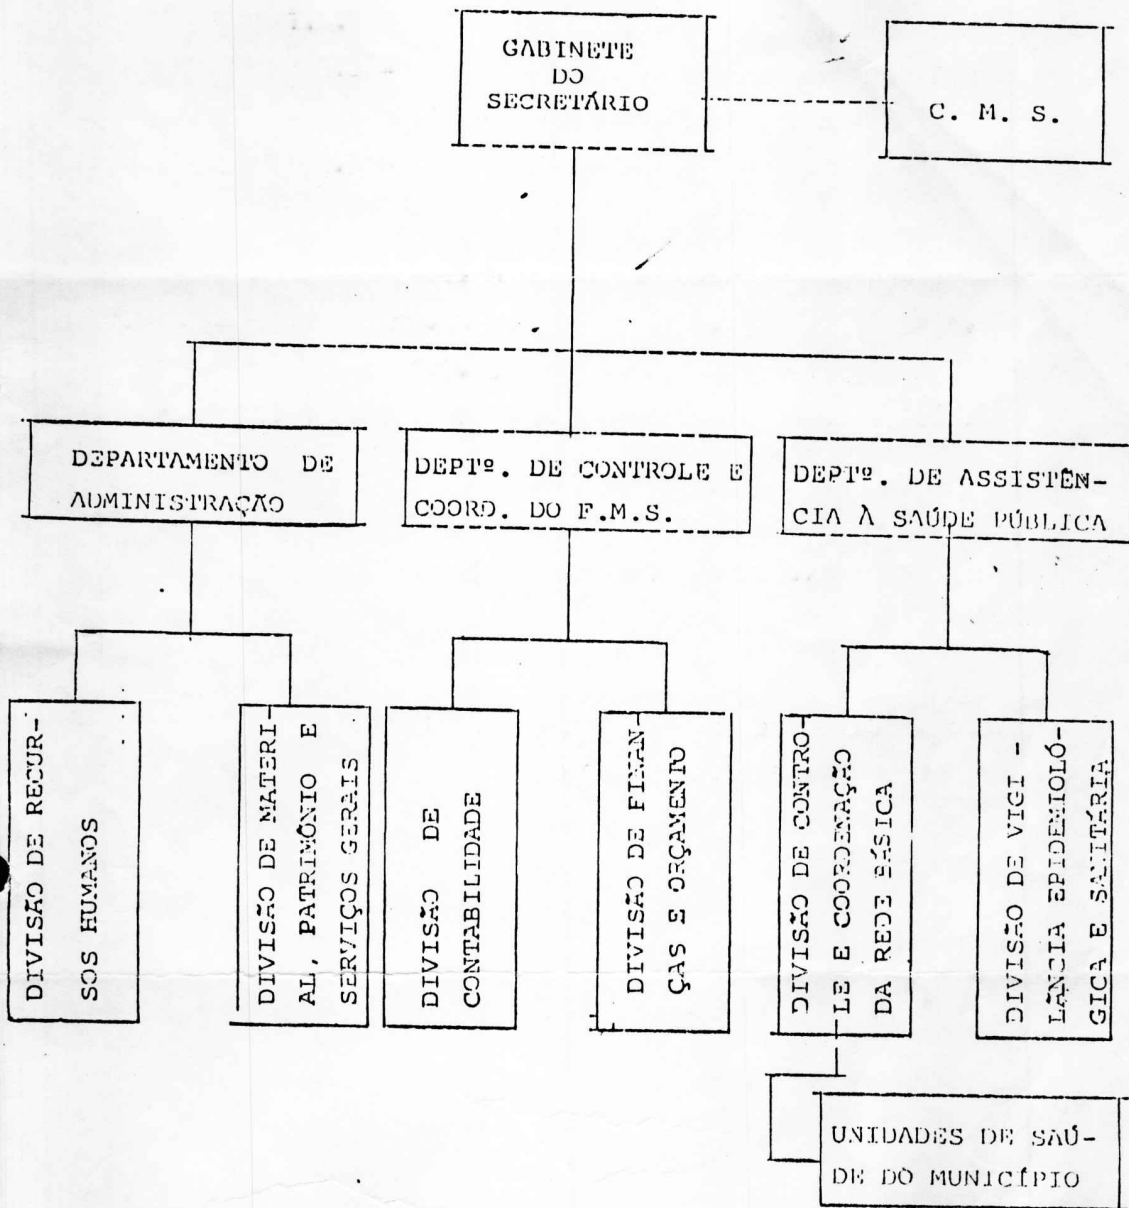 GABINETE
DO
SECRETÁRIO
C. M. S.
DEPARTAMENTO DE
ADMINISTRAÇÃO
DEPTº. DE CONTROLE E
COORD. DO F.M.S.
DEPTº. DE ASSISTÊN-
CIA À SAÚDE PÚBLICA
DIVISÃO DE RECUR-
SOS HUMANOS
DIVISÃO DE MATERI-
AL, PATRIMÔNIO E
SERVIÇOS GERAIS
DIVISÃO DE
CONTABILIDADE
DIVISÃO DE FINAN-
ÇAS E ORÇAMENTO
DIVISÃO DE CONTRO-
LE E COORDENAÇÃO
DA REDE BÁSICA
DIVISÃO DE VIGI -
LÂNCIA EPIDEMIOLÓ-
GICA E SANITÁRIA
UNIDADES DE SAÚ-
DE DO MUNICÍPIO